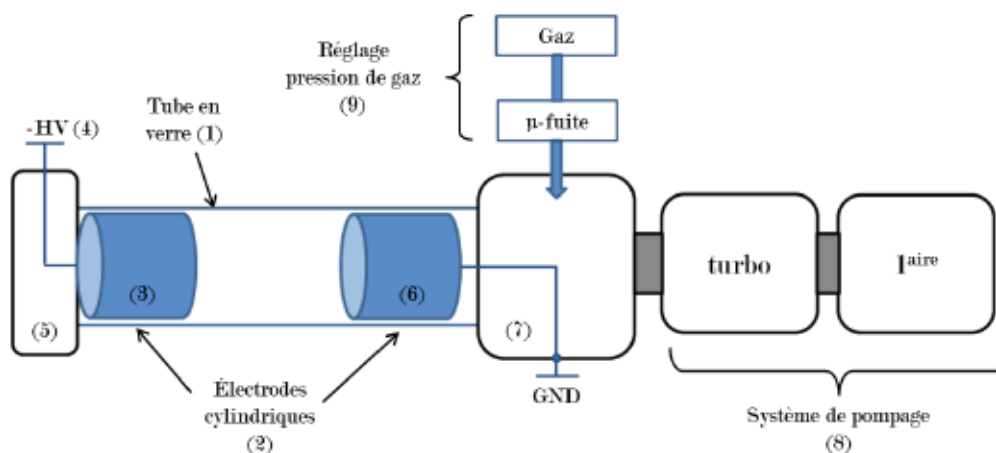 Gaz
Réglage
pression de gaz
(9)
µ-fuite
Tube en
verre (1)
-HV (4)
(3)
(6)
(5)
(7)
turbo
1aire
GND
Électrodes
cylindriques
(2)
Système de pompage
(8)